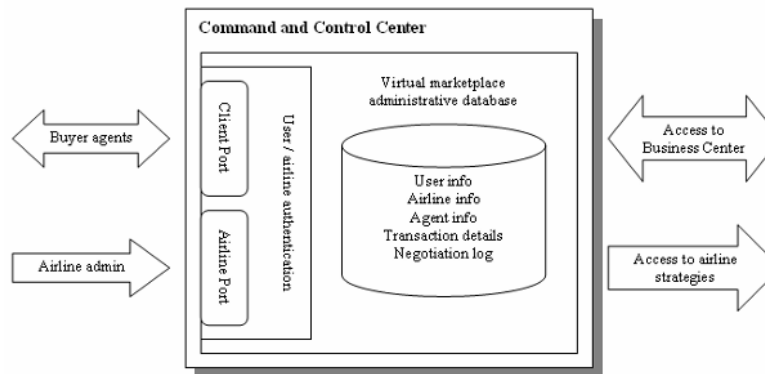 Command and Control Center
Buyer agents
Airline admin
Client Port
Airline Port
User / airline authentication
Virtual marketplace
administrative database
User info
Airline info
Agent info
Transaction details
Negotiation log
Access to
Business Center
Access to airline
strategies